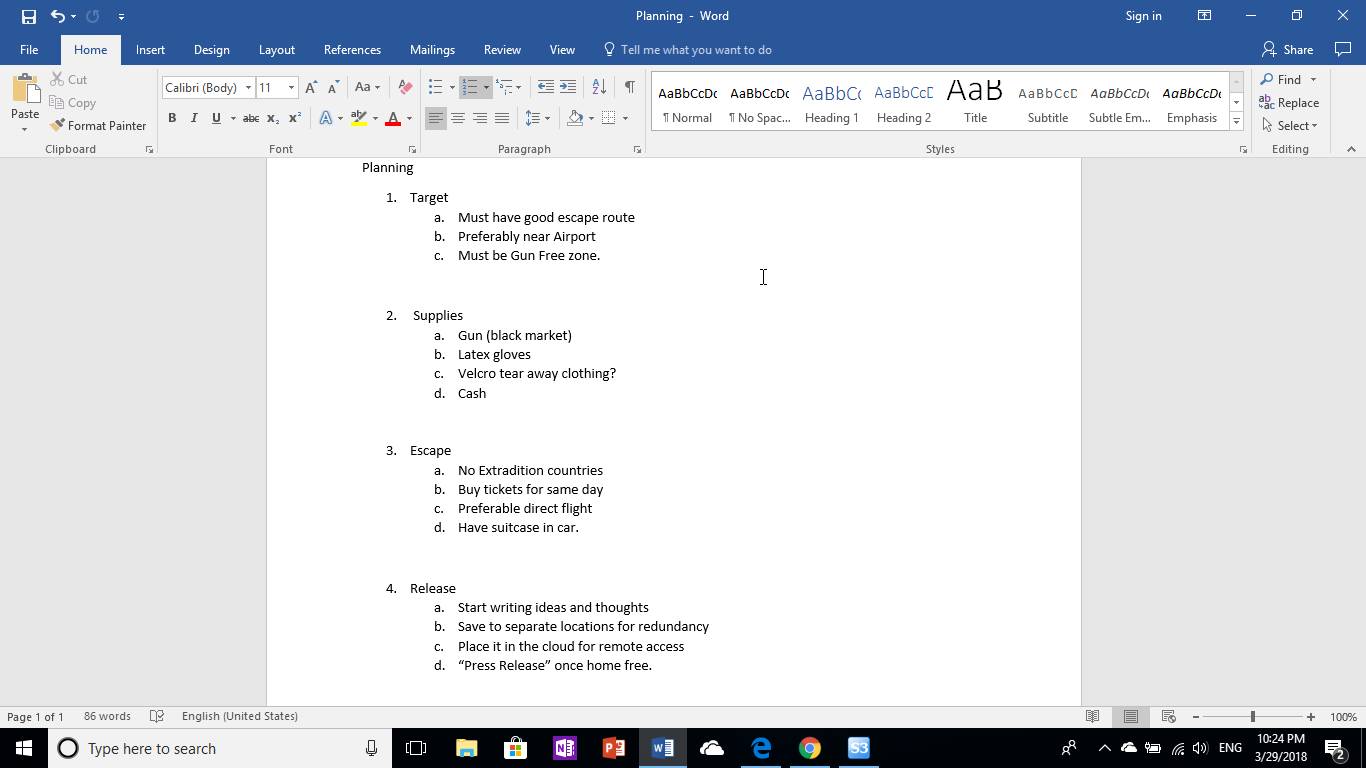 Planning - Word
Sign in
File Home Insert Design Layout References Mailings Review View Tell me what you want to do Share
Paste
Cut
Copy
Format Painter
Clipboard
Calibri (Body) 11
Font
Paragraph
AaBbCcDc AaBbCcDc AaBbCc AaBbCcD AaB AaBbCcD AaBbCcDc AaBbCcDc
¶ Normal ¶ No Spac... Heading 1 Heading 2 Title Subtitle Subtle Em... Emphasis
Styles
Find
Replace
Select
Editing
Planning
1. Target
a. Must have good escape route
b. Preferably near Airport
c. Must be Gun Free zone.
2. Supplies
a. Gun (black market)
b. Latex gloves
c. Velcro tear away clothing?
d. Cash
3. Escape
a. No Extradition countries
b. Buy tickets for same day
c. Preferable direct flight
d. Have suitcase in car.
4. Release
a. Start writing ideas and thoughts
b. Save to separate locations for redundancy
c. Place it in the cloud for remote access
d. “Press Release” once home free.
Page 1 of 1 86 words English (United States) 100%
Type here to search
S3
ENG
10:24 PM
3/29/2018
2